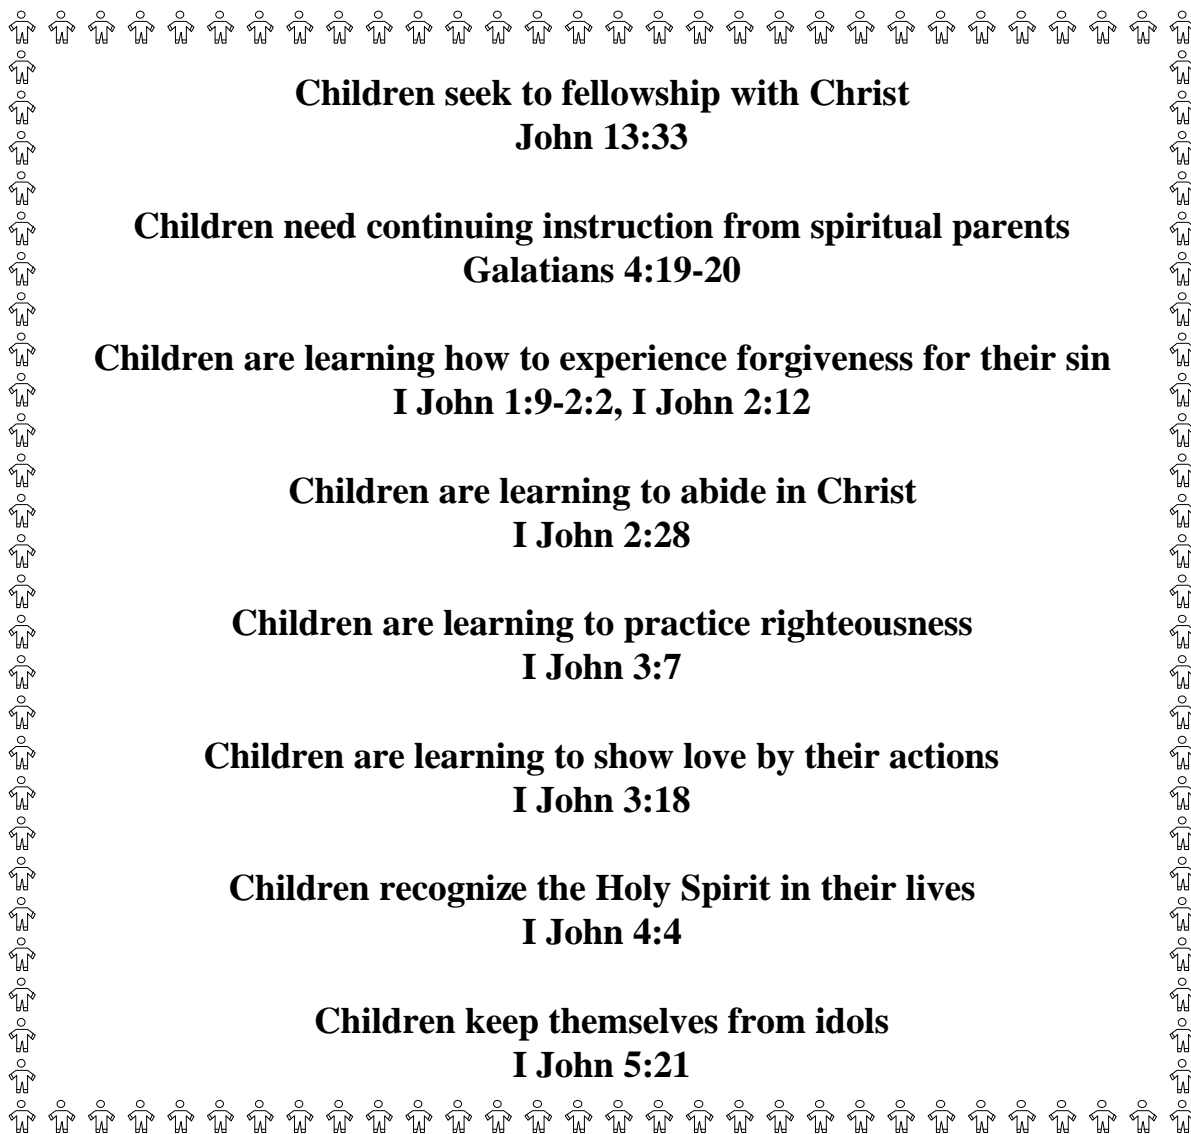 Children seek to fellowship with Christ
John 13:33
Children need continuing instruction from spiritual parents
Galatians 4:19-20
Children are learning how to experience forgiveness for their sin
I John 1:9-2:2, I John 2:12
Children are learning to abide in Christ
I John 2:28
Children are learning to practice righteousness
I John 3:7
Children are learning to show love by their actions
I John 3:18
Children recognize the Holy Spirit in their lives
I John 4:4
Children keep themselves from idols
I John 5:21